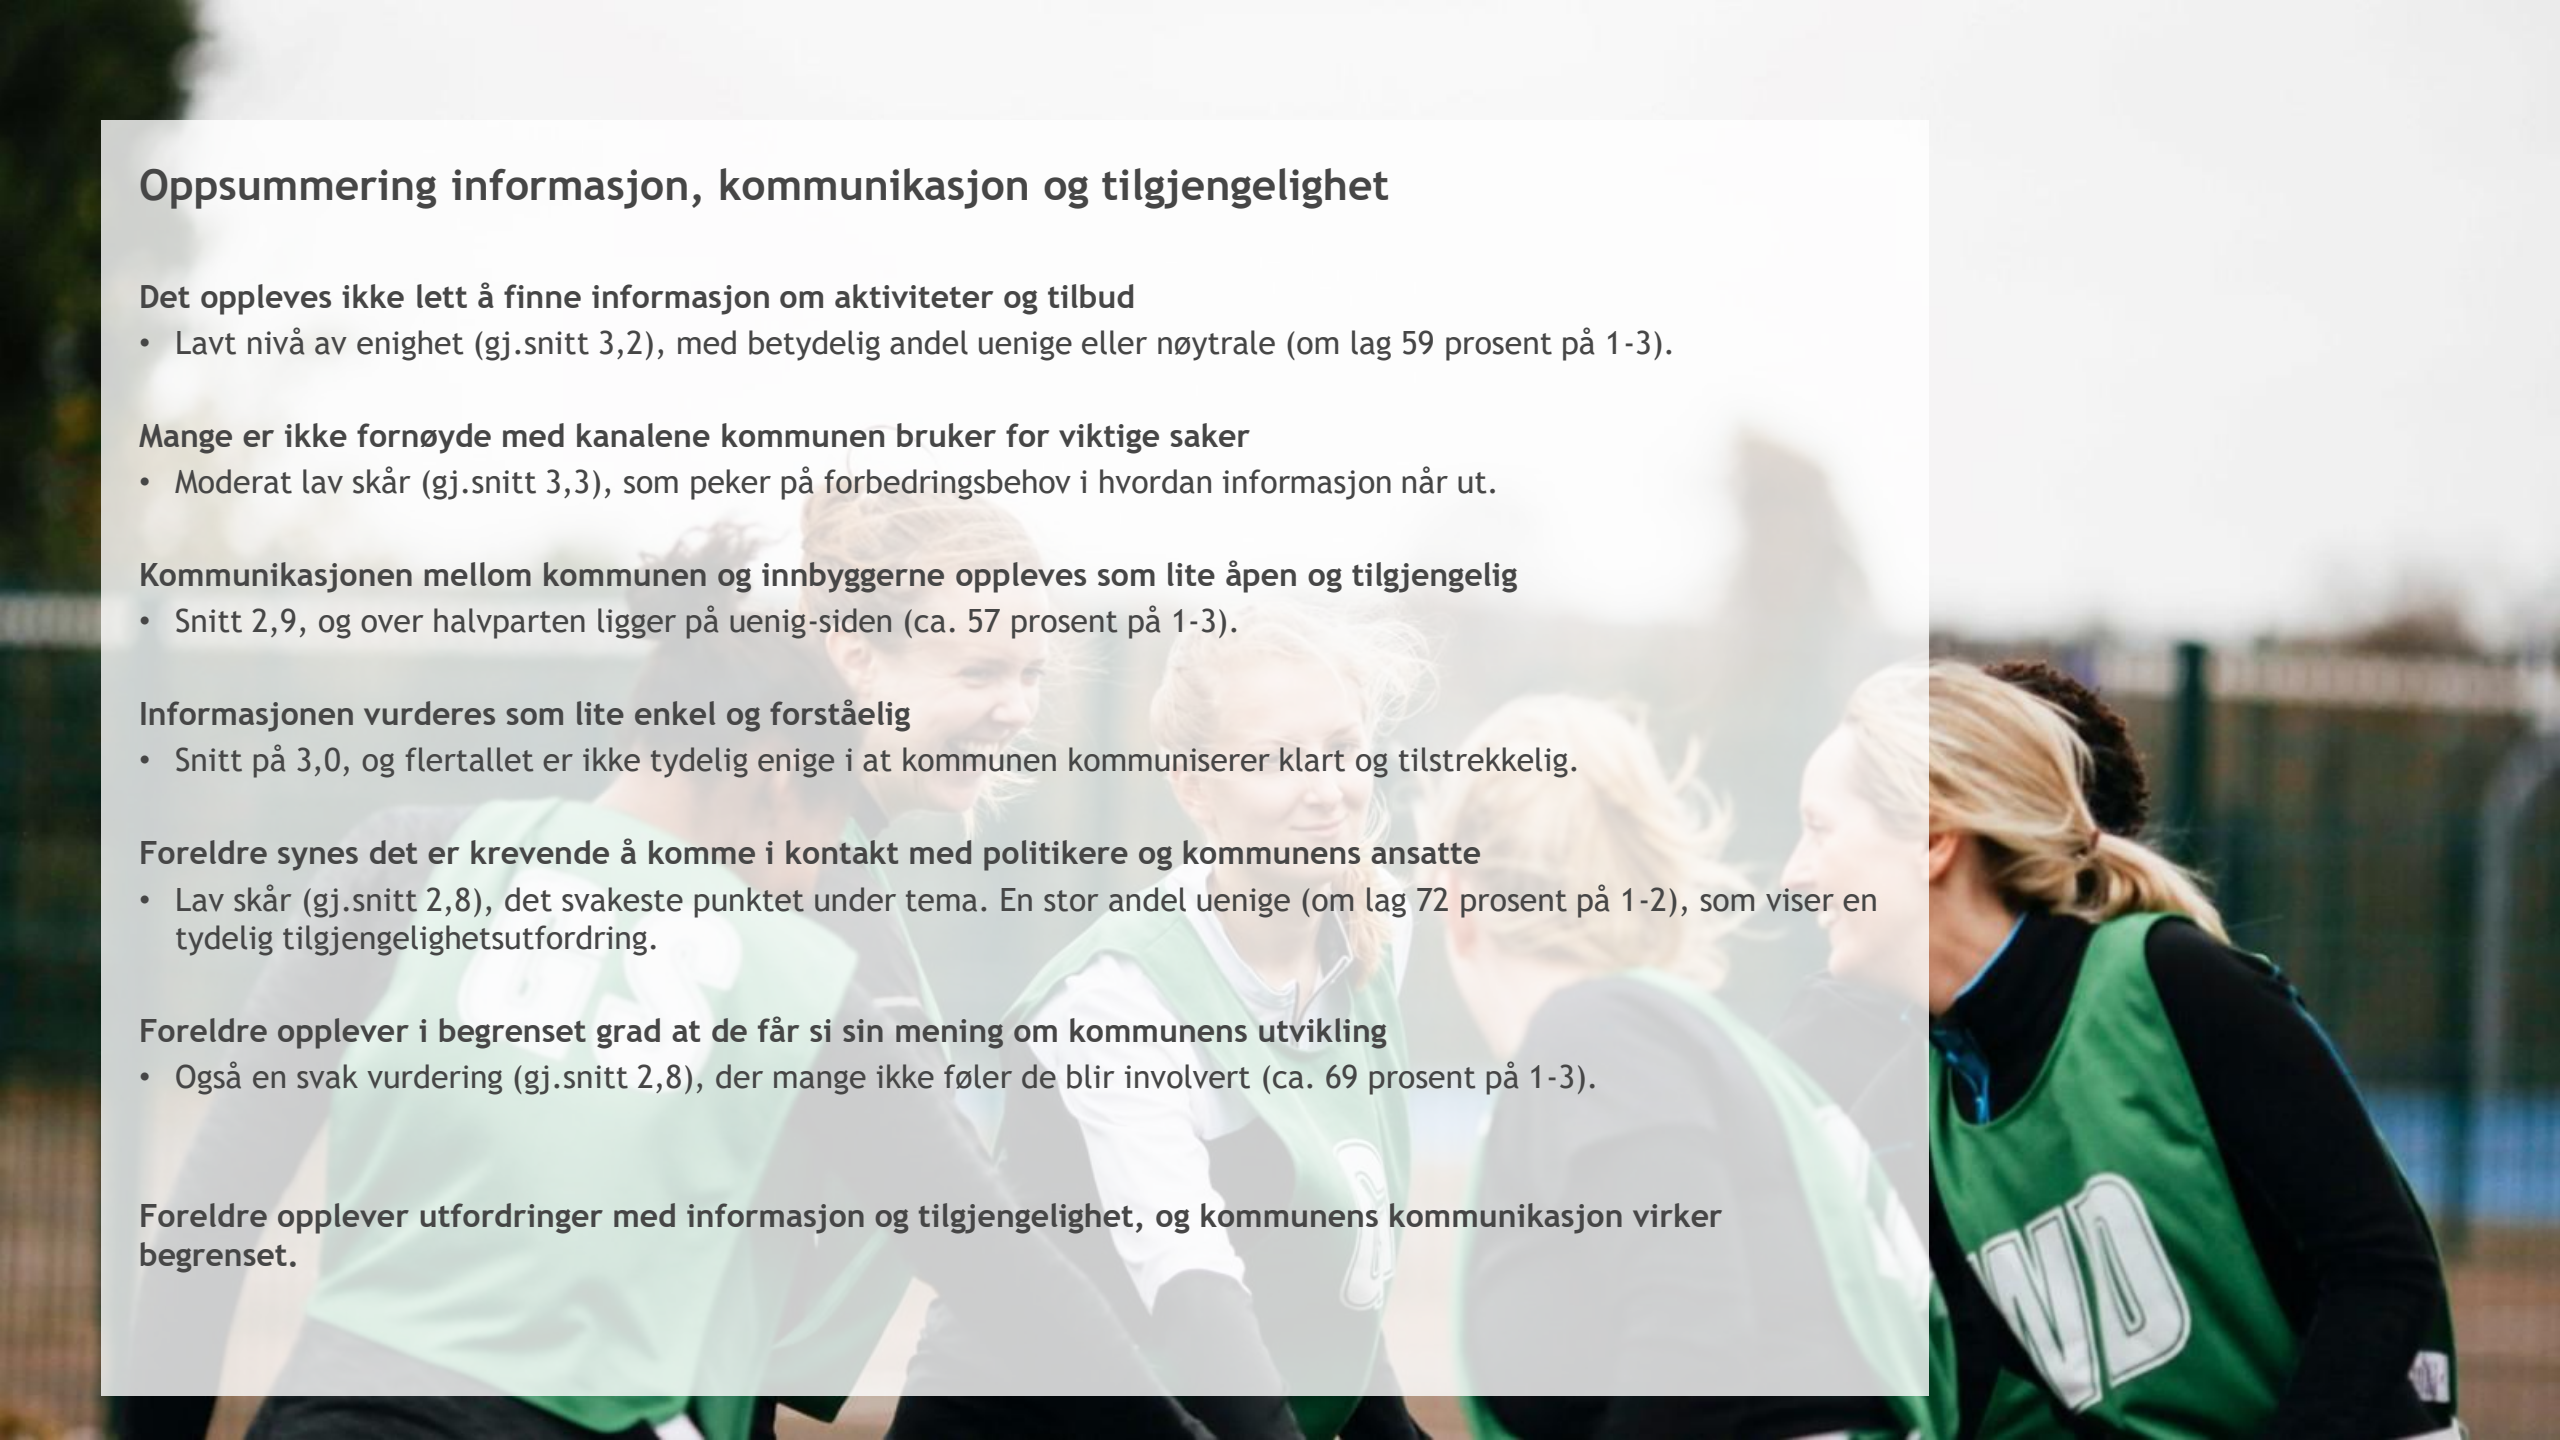 Oppsummering informasjon, kommunikasjon og tilgjengelighet
Det oppleves ikke lett å finne informasjon om aktiviteter og tilbud
• Lavt nivå av enighet (gj.snitt 3,2), med betydelig andel uenige eller nøytrale (om lag 59 prosent på 1-3).
Mange er ikke fornøyde med kanalene kommunen bruker for viktige saker
• Moderat lav skår (gj.snitt 3,3), som peker på forbedringsbehov i hvordan informasjon når ut.
Kommunikasjonen mellom kommunen og innbyggerne oppleves som lite åpen og tilgjengelig
• Snitt 2,9, og over halvparten ligger på uenig-siden (ca. 57 prosent på 1-3).
Informasjonen vurderes som lite enkel og forståelig
• Snitt på 3,0, og flertallet er ikke tydelig enige i at kommunen kommuniserer klart og tilstrekkelig.
Foreldre synes det er krevende å komme i kontakt med politikere og kommunens ansatte
• Lav skår (gj.snitt 2,8), det svakeste punktet under tema. En stor andel uenige (om lag 72 prosent på 1-2), som viser en
tydelig tilgjengelighetsutfordring.
Foreldre opplever i begrenset grad at de får si sin mening om kommunens utvikling
• Også en svak vurdering (gj.snitt 2,8), der mange ikke føler de blir involvert (ca. 69 prosent på 1-3).
Foreldre opplever utfordringer med informasjon og tilgjengelighet, og kommunens kommunikasjon virker
begrenset.
GS
WD